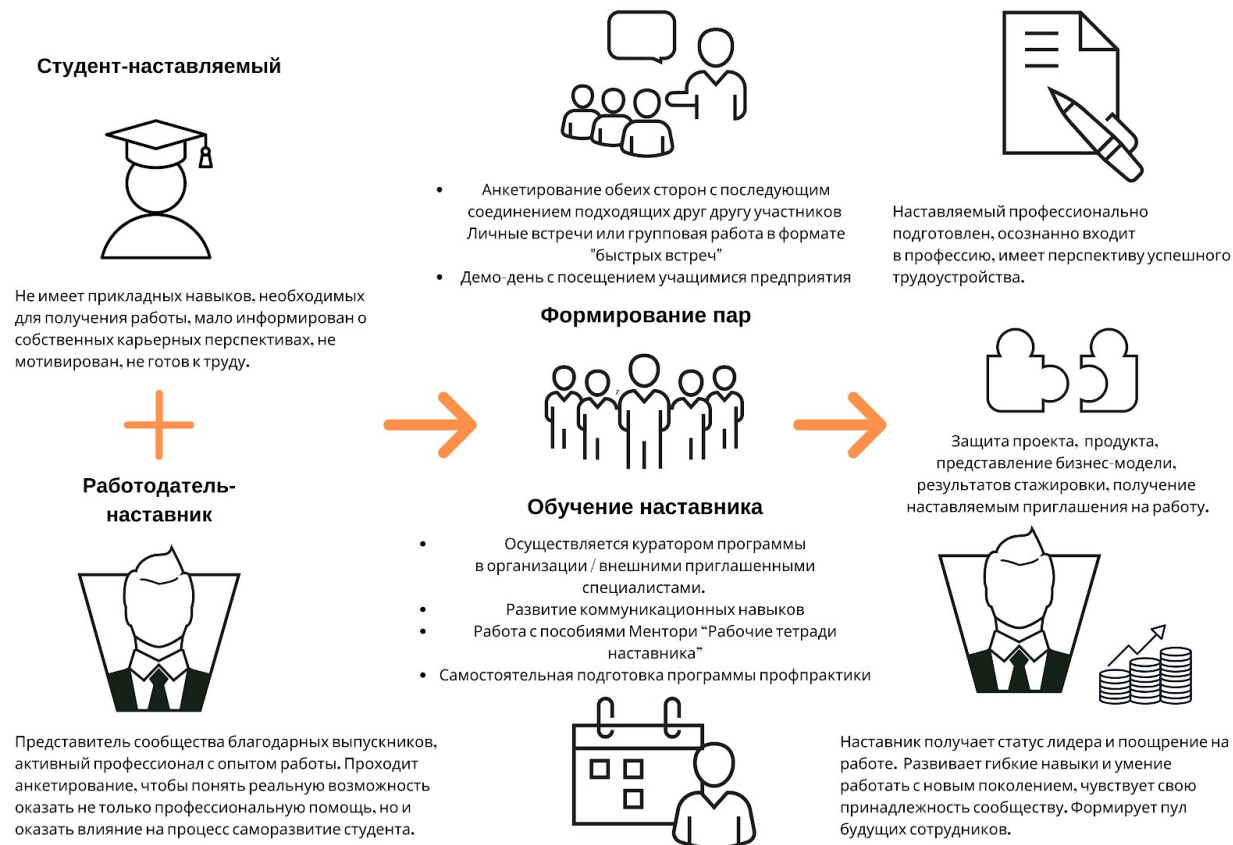 Студент-наставляемый
Не имеет прикладных навыков, необходимых
для получения работы, мало информирован о
собственных карьерных перспективах, не
мотивирован, не готов к труду.
Работодатель-
наставник
Представитель сообщества благодарных выпускников,
активный профессионал с опытом работы. Проходит
анкетирование, чтобы понять реальную возможность
оказать не только профессиональную помощь, но и
оказать влияние на процесс саморазвитие студента.
• Анкетирование обеих сторон с последующим
соединением подходящих друг другу участников
Личные встречи или групповая работа в формате
"быстрых встреч"
• Демо-день с посещением учащимися предприятия
Формирование пар
z
Обучение наставника
• Осуществляется куратором программы
в организации / внешними приглашенными
специалистами.
• Развитие коммуникационных навыков
• Работа с пособиями Ментори “Рабочие тетради
наставника”
• Самостоятельная подготовка программы профпрактики
Наставляемый профессионально
подготовлен, осознанно входит
в профессию, имеет перспективу успешного
трудоустройства.
Защита проекта, продукта,
представление бизнес-модели,
результатов стажировки, получение
наставляемым приглашения на работу.
Наставник получает статус лидера и поощрение на
работе. Развивает гибкие навыки и умение
работать с новым поколением, чувствует свою
принадлежность сообществу. Формирует пул
будущих сотрудников.